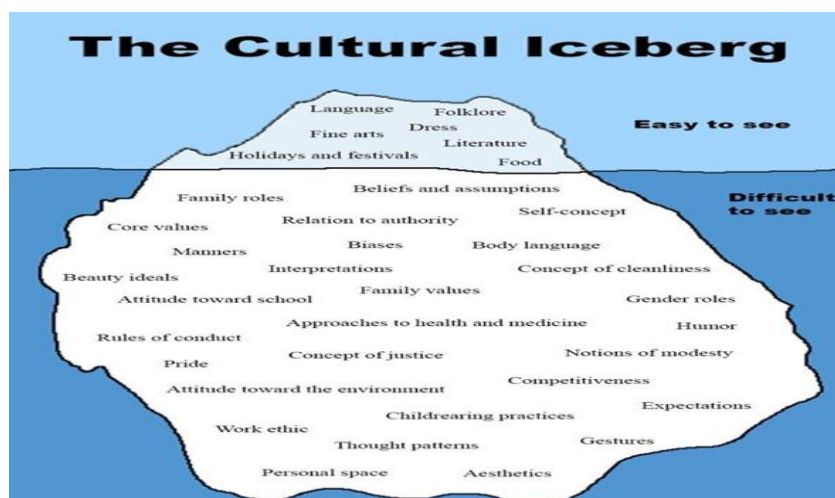 The Cultural Iceberg
Language
Folklore
Fine arts
Dress
Literature
Holidays and festivals
Food
Easy to see
Difficult
to see
Beliefs and assumptions
Family roles
Self-concept
Core values
Relation to authority
Manners
Biases
Body language
Interpretations
Concept of cleanliness
Beauty ideals
Family values
Attitude toward school
Gender roles
Approaches to health and medicine
Humor
Rules of conduct
Pride
Concept of justice
Notions of modesty
Attitude toward the environment
Competitiveness
Childrearing practices
Expectations
Work ethic
Thought patterns
Gestures
Personal space
Aesthetics